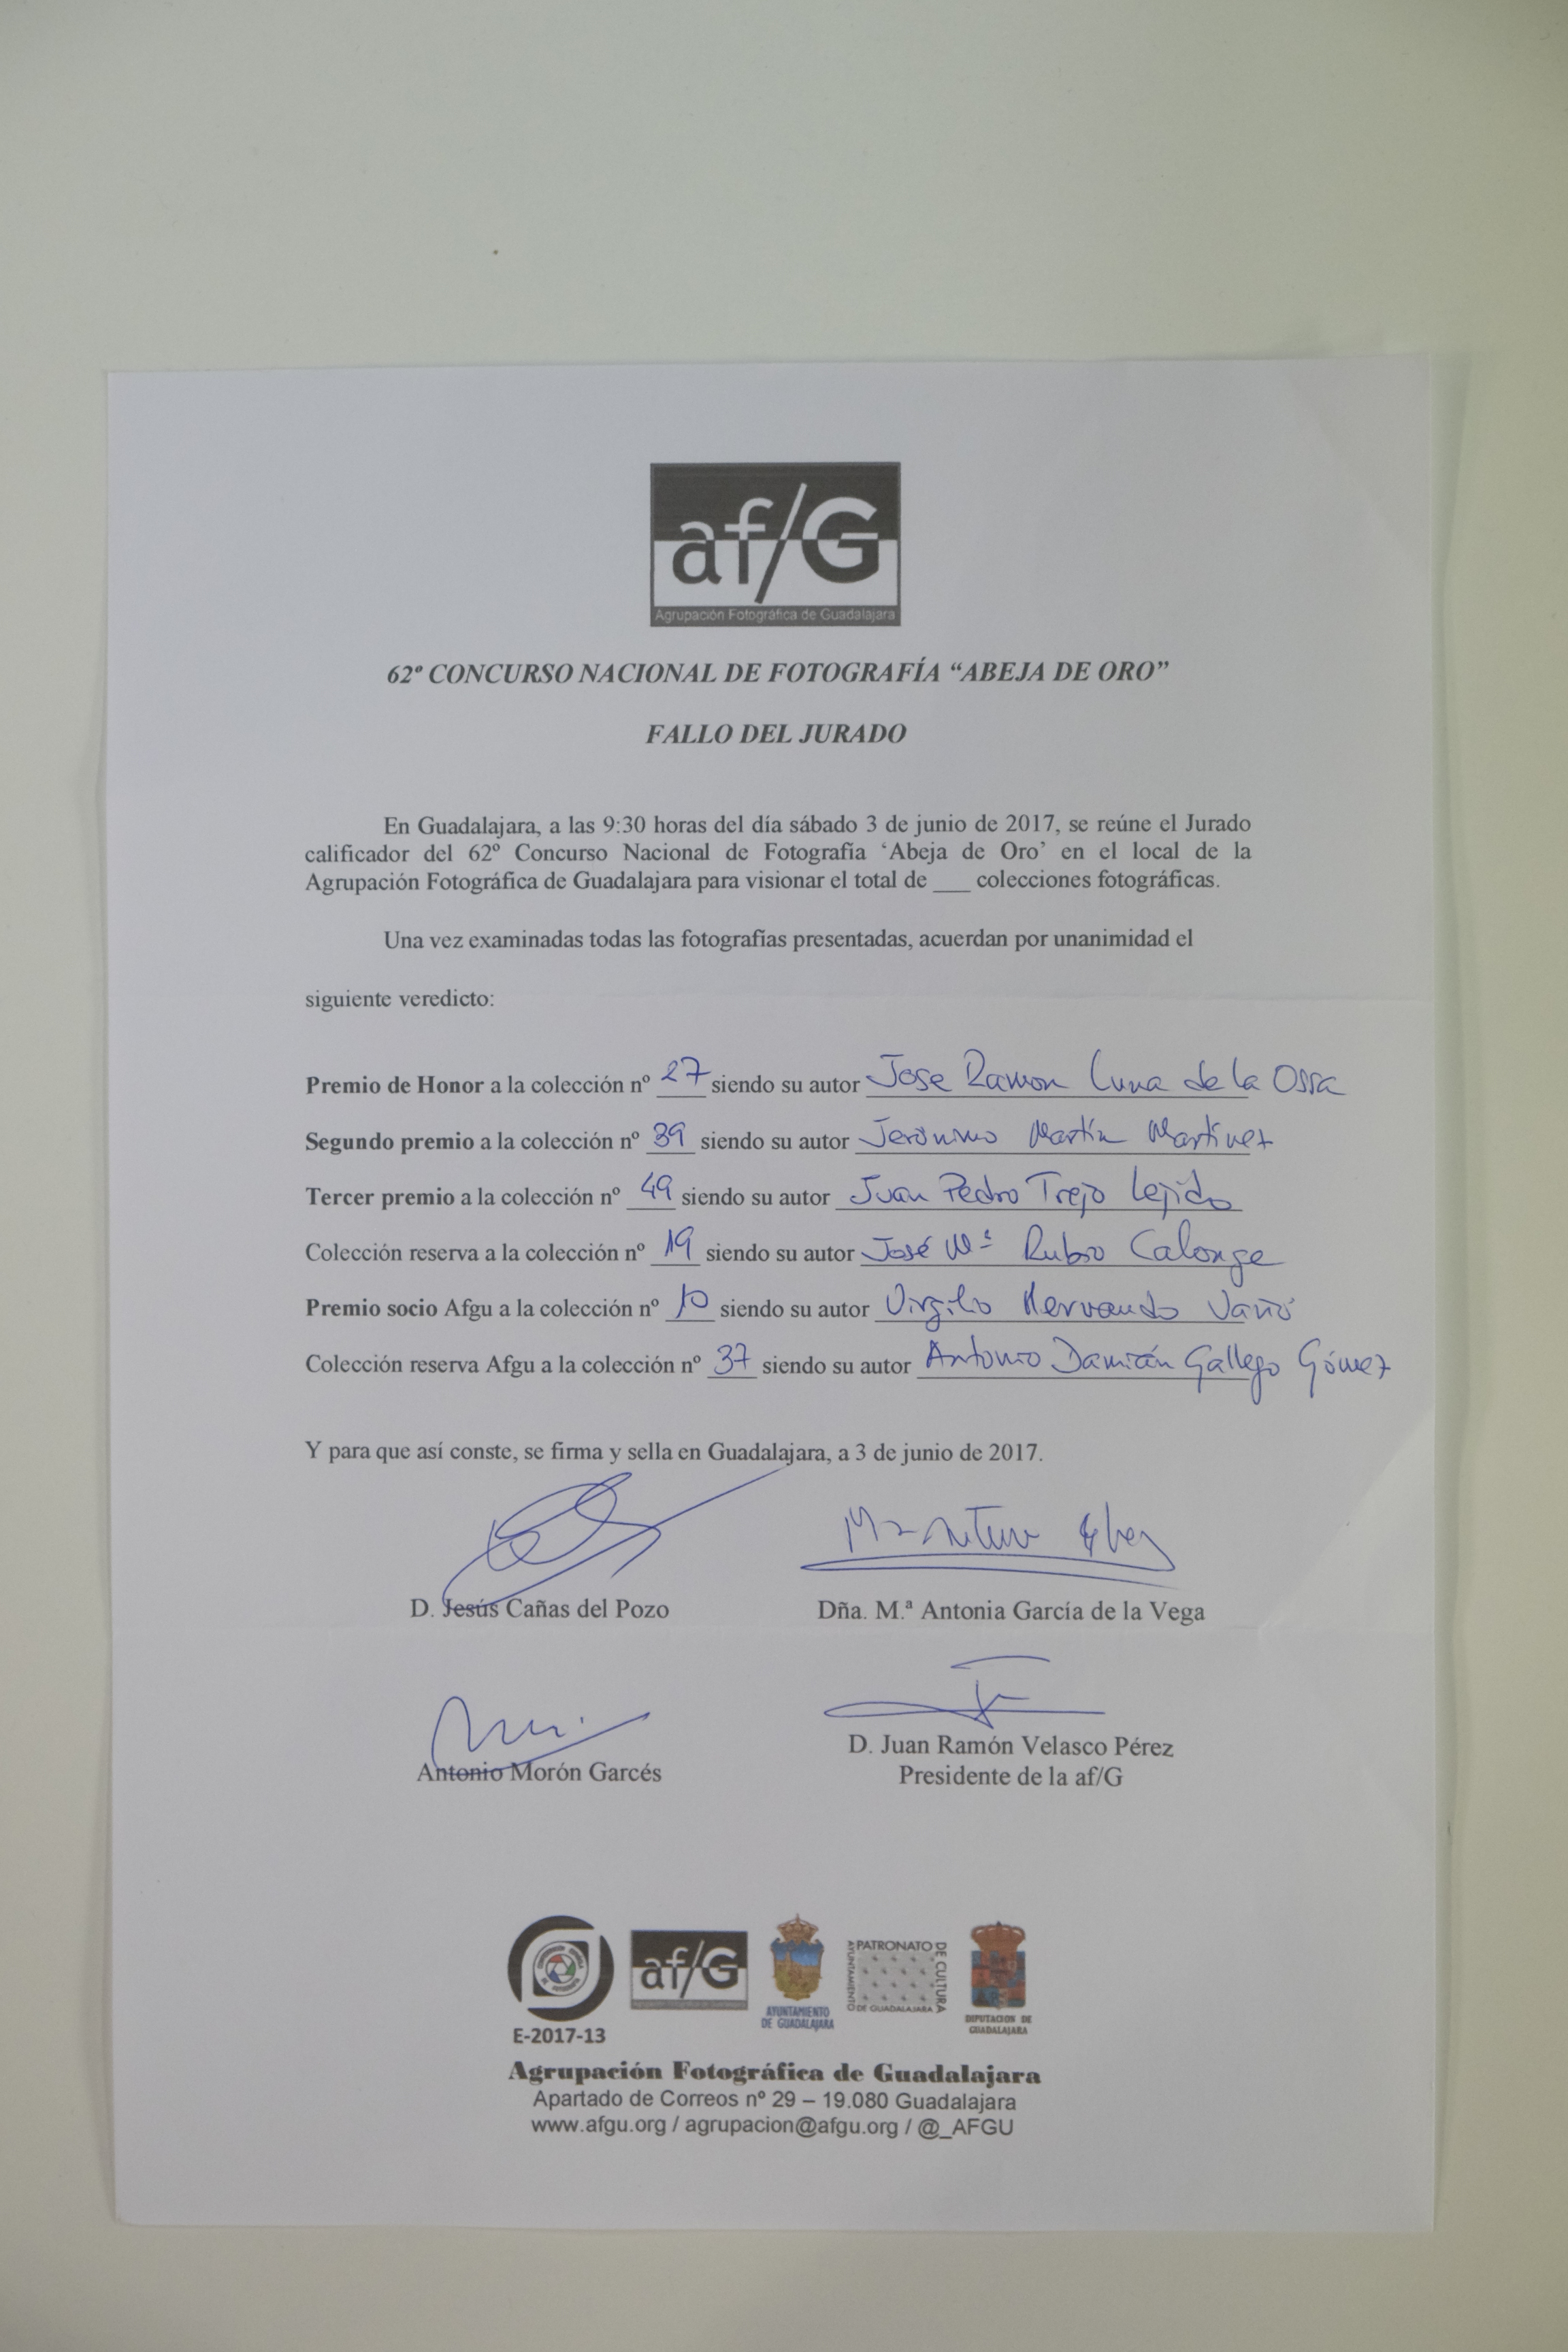 af/G
Agrupación Fotográfica de Guadalajara
62º CONCURSO NACIONAL DE FOTOGRAFÍA “ABEJA DE ORO”
FALLO DEL JURADO
En Guadalajara, a las 9:30 horas del día sábado 3 de junio de 2017, se reúne el Jurado
calificador del 62º Concurso Nacional de Fotografía ‘Abeja de Oro’ en el local de la
Agrupación Fotográfica de Guadalajara para visionar el total de ___ colecciones fotográficas.
Una vez examinadas todas las fotografías presentadas, acuerdan por unanimidad el
siguiente veredicto:
Premio de Honor a la colección nº 27 siendo su autor Jose Ramon Luna de la Ossa
Segundo premio a la colección nº 39 siendo su autor Jerónimo Martín Martínez
Tercer premio a la colección nº 49 siendo su autor Juan Pedro Trejo Lejido
Colección reserva a la colección nº 19 siendo su autor José Mª Rubio Calonge
Premio socio Afgu a la colección nº 10 siendo su autor Virgilio Hernando Vañó
Colección reserva Afgu a la colección nº 37 siendo su autor Antonio Damián Gallego Gómez
Y para que así conste, se firma y sella en Guadalajara, a 3 de junio de 2017.
D. Jesús Cañas del Pozo
Dña. M.ª Antonia García de la Vega
Antonio Morón Garcés
D. Juan Ramón Velasco Pérez
Presidente de la af/G
E-2017-13
af/G
AYUNTAMIENTO
DE GUADALAJARA
PATRONATO
DE CULTURA
AYUNTAMIENTO
DE GUADALAJARA
DIPUTACION DE
GUADALAJARA
Agrupación Fotográfica de Guadalajara
Apartado de Correos nº 29 – 19.080 Guadalajara
www.afgu.org / agrupacion@afgu.org / @_AFGU